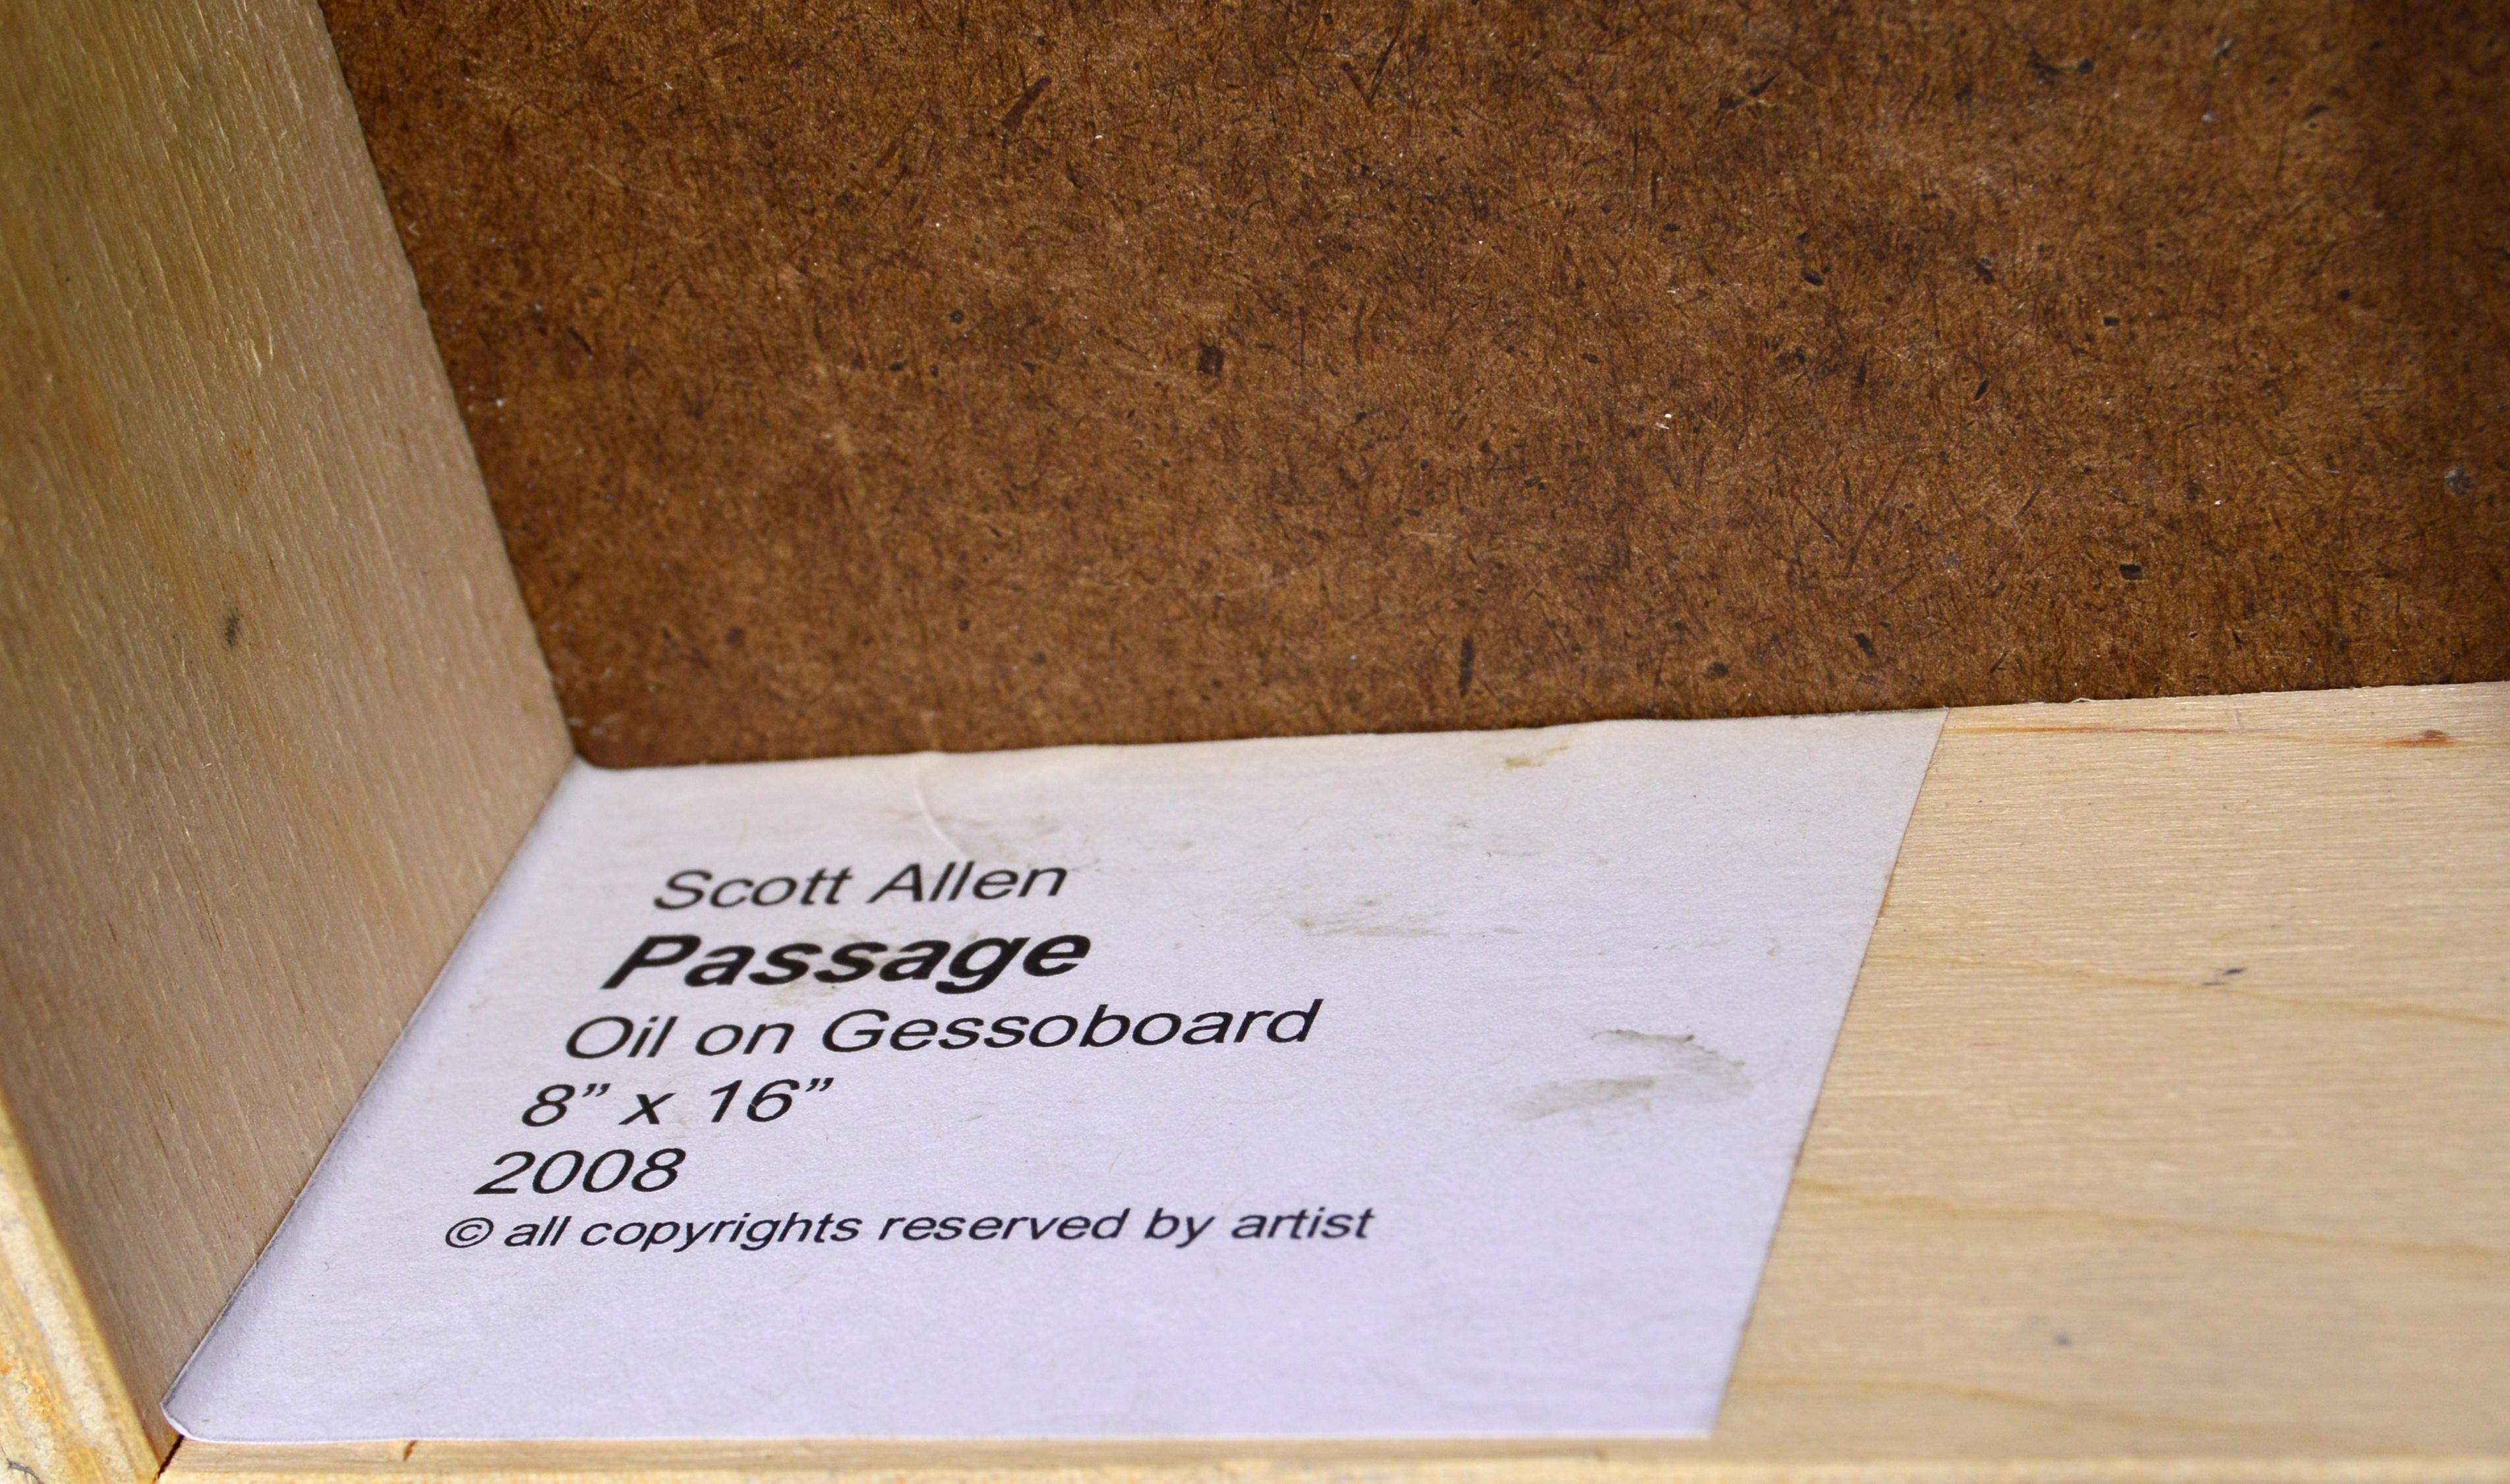 Scott Allen
Passage
Oil on Gessoboard
8” x 16”
2008
© all copyrights reserved by artist